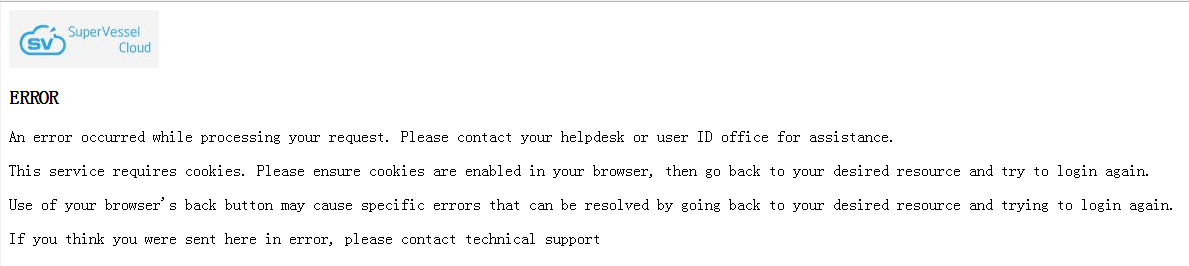 SuperVessel
SV
Cloud
ERROR
An error occurred while processing your request. Please contact your helpdesk or user ID office for assistance.
This service requires cookies. Please ensure cookies are enabled in your browser, then go back to your desired resource and try to login again.
Use of your browser's back button may cause specific errors that can be resolved by going back to your desired resource and trying to login again.
If you think you were sent here in error, please contact technical support